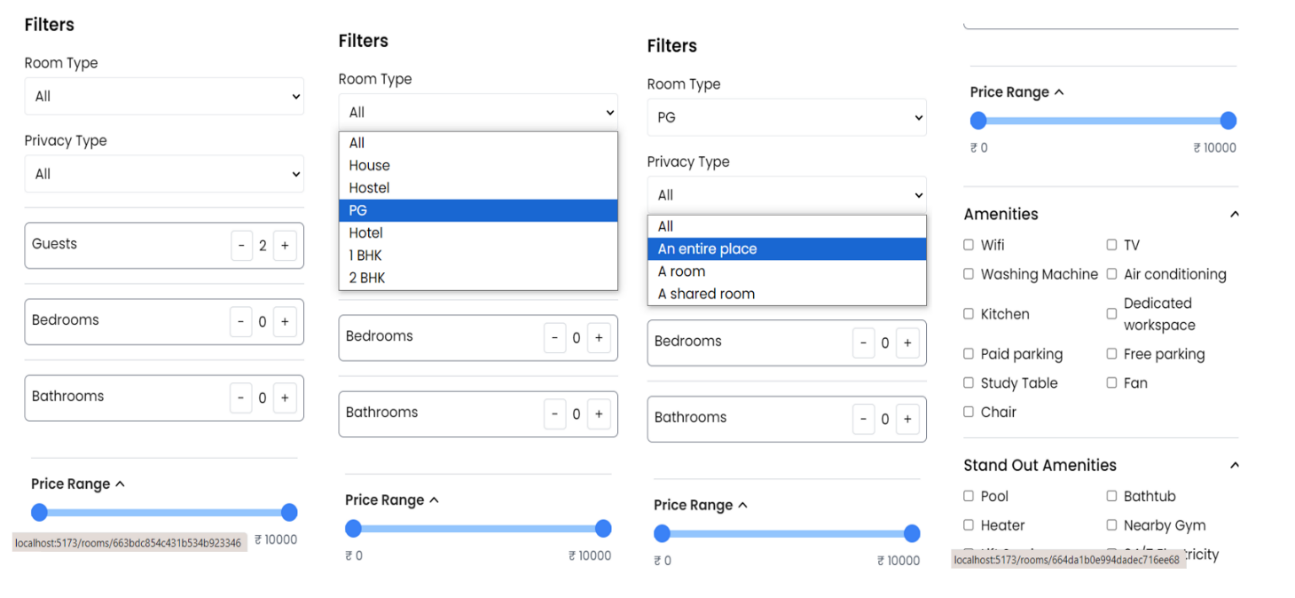 Filters
Room Type
All
Privacy Type
All
Guests - 2 +
Bedrooms - 0 +
Bathrooms - 0 +
Price Range
localhost:5173/rooms/663bdc854c431b534b923346 ₹ 10000
Filters
Room Type
All
All
House
Hostel
PG
Hotel
1 BHK
2 BHK
Bedrooms - 0 +
Bathrooms - 0 +
Price Range
₹ 0 ₹ 10000
Filters
Room Type
PG
Privacy Type
All
All
An entire place
A room
A shared room
Bedrooms - 0 +
Bathrooms - 0 +
Price Range
₹ 0 ₹ 10000
Price Range
₹ 0 ₹ 10000
Amenities
Wifi TV
Washing Machine Air conditioning
Kitchen Dedicated
workspace
Paid parking Free parking
Study Table Fan
Chair
Stand Out Amenities
Pool Bathtub
Heater Nearby Gym
localhost:5173/rooms/664da1b0e994dadec716ee68